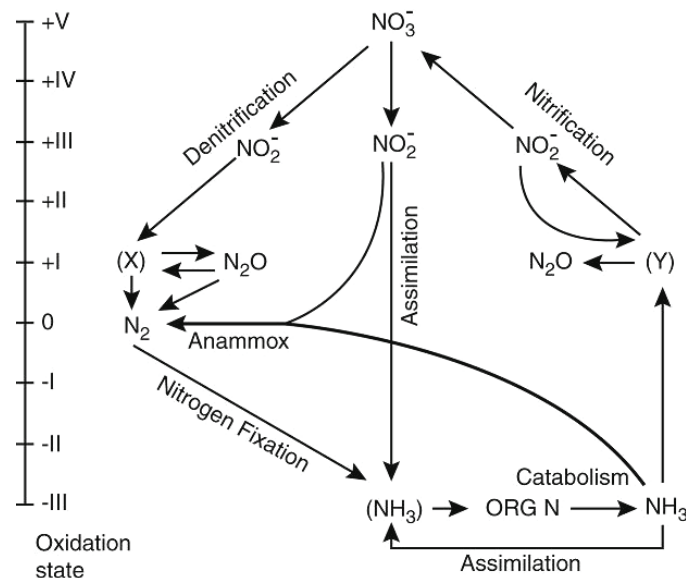 +V
+IV
+III
+II
+I
0
-I
-II
-III
Oxidation
state
NO₃⁻
Denitrification
NO₂⁻
NO₂⁻
NO₂⁻
Nitrification
(X)
N₂O
Assimilation
N₂O
(Y)
N₂
Anammox
Nitrogen Fixation
Catabolism
(NH₃)
ORG N
NH₃
Assimilation